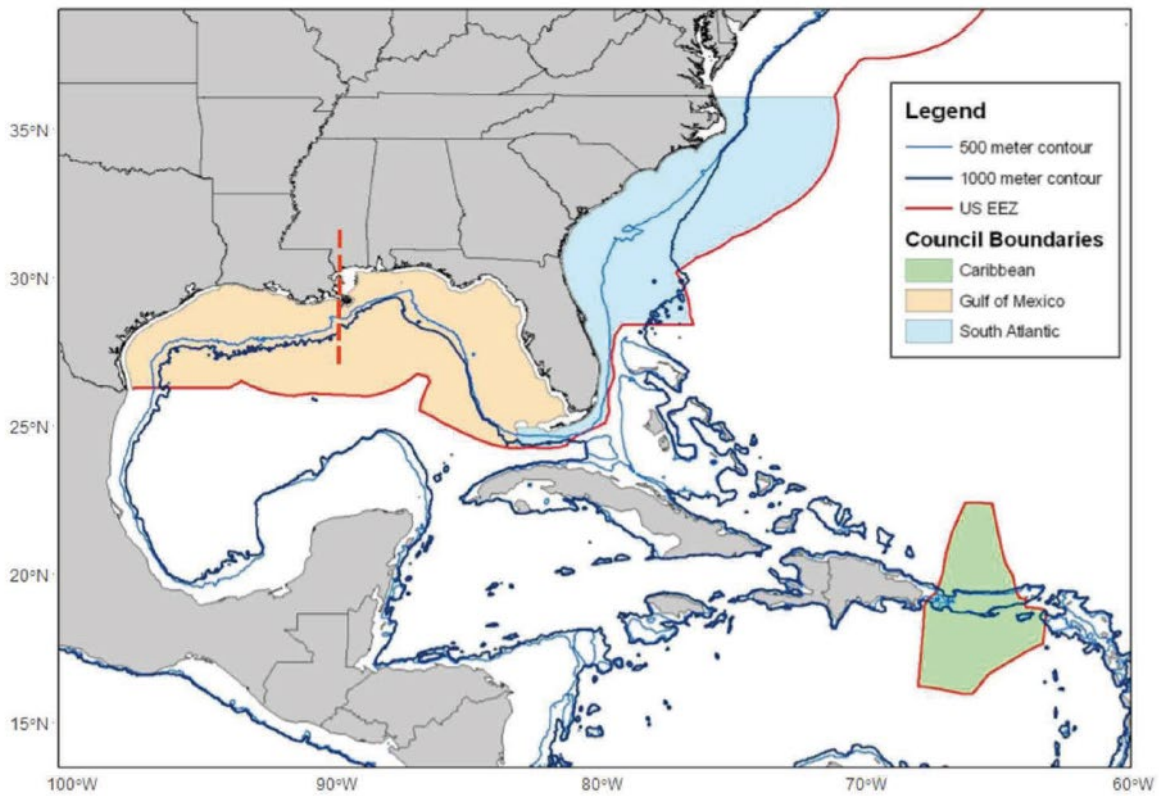 Legend
500 meter contour
1000 meter contour
US EEZ
Council Boundaries
Caribbean
Gulf of Mexico
South Atlantic
35°N
30°N
25°N
20°N
15°N
100°W 90°W 80°W 70°W 60°W